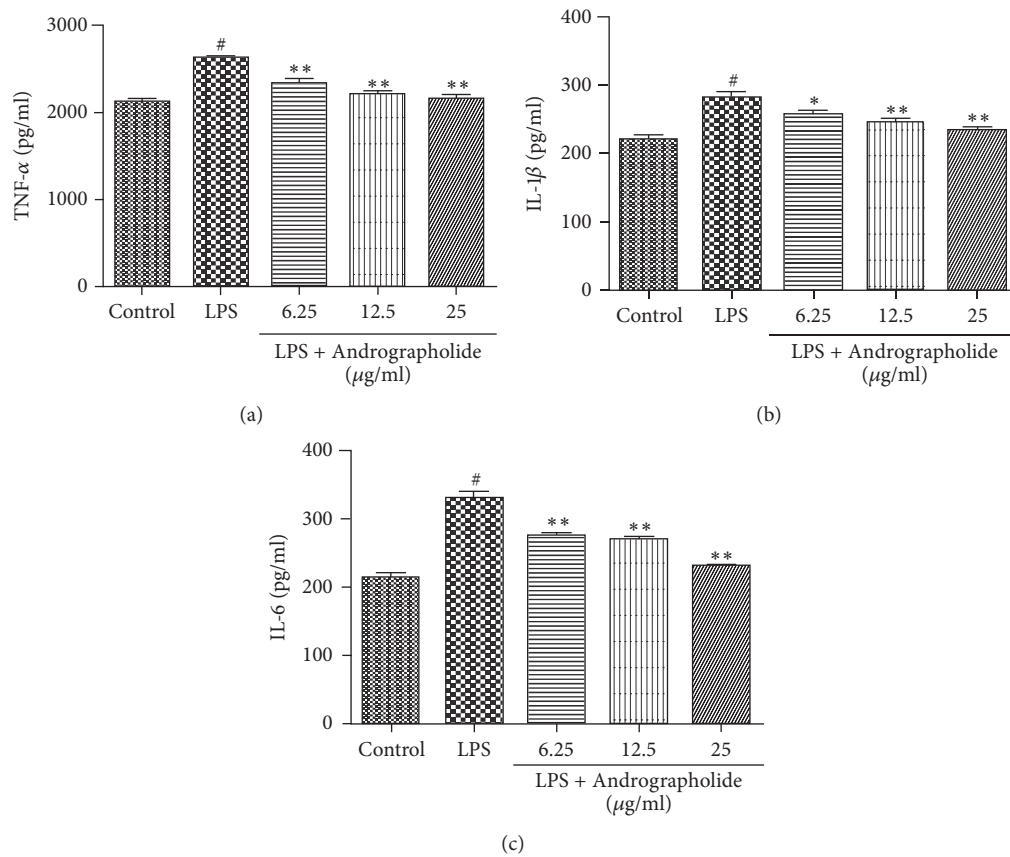 3000
2000
1000
0
TNF-α (pg/ml)
#
**
**
**
Control
LPS
6.25
12.5
25
LPS + Andrographolide
(μg/ml)
(a)
400
300
200
100
0
IL-1β (pg/ml)
#
*
**
**
Control
LPS
6.25
12.5
25
LPS + Andrographolide
(μg/ml)
(b)
400
300
200
100
0
IL-6 (pg/ml)
#
**
**
**
Control
LPS
6.25
12.5
25
LPS + Andrographolide
(μg/ml)
(c)